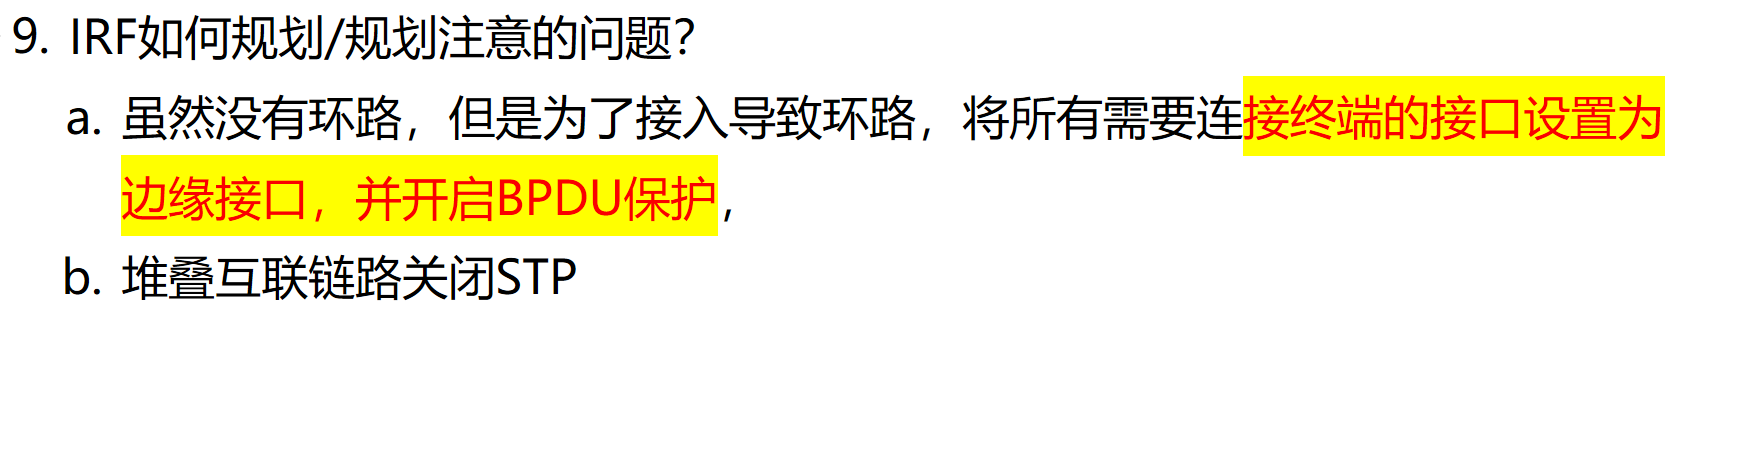 9. IRF如何规划/规划注意的问题？
a. 虽然没有环路，但是为了接入导致环路，将所有需要连接终端的接口设置为
边缘接口，并开启BPDU保护，
b. 堆叠互联链路关闭STP